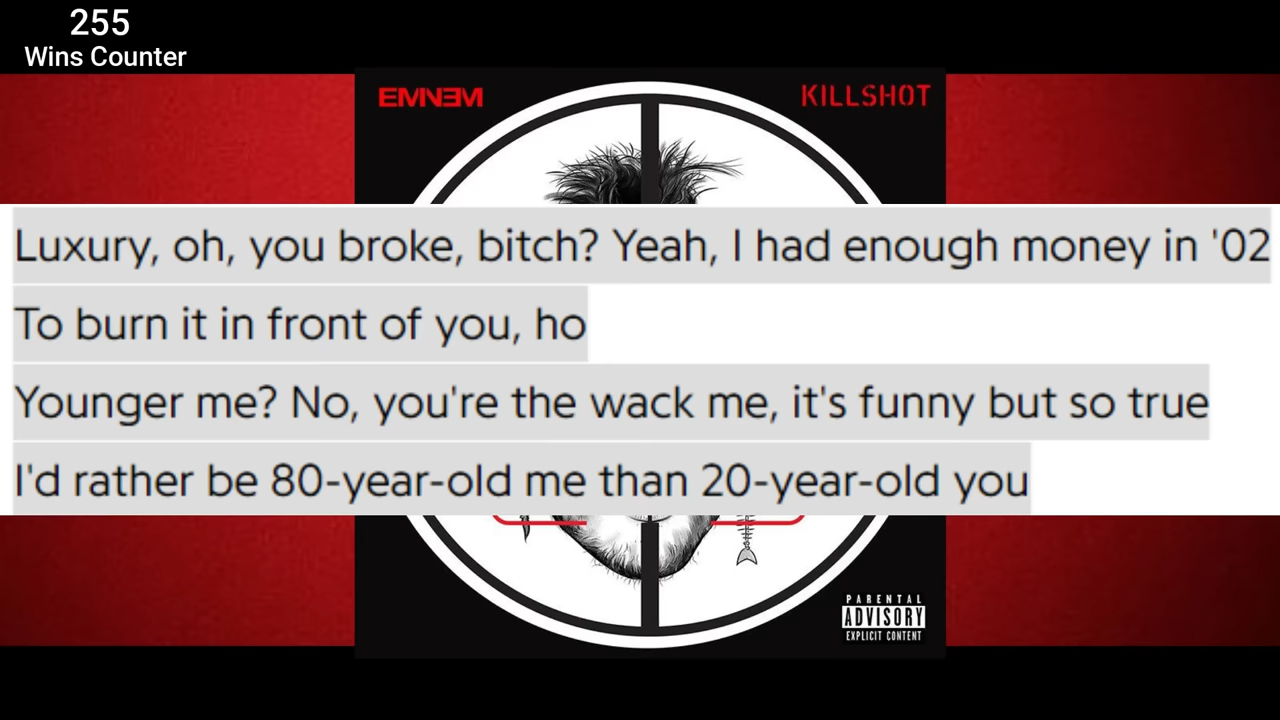 255
Wins Counter
EMINEM
KILLSHOT
Luxury, oh, you broke, bitch? Yeah, I had enough money in '02
To burn it in front of you, ho
Younger me? No, you're the wack me, it's funny but so true
I'd rather be 80-year-old me than 20-year-old you
PARENTAL
ADVISORY
EXPLICIT CONTENT